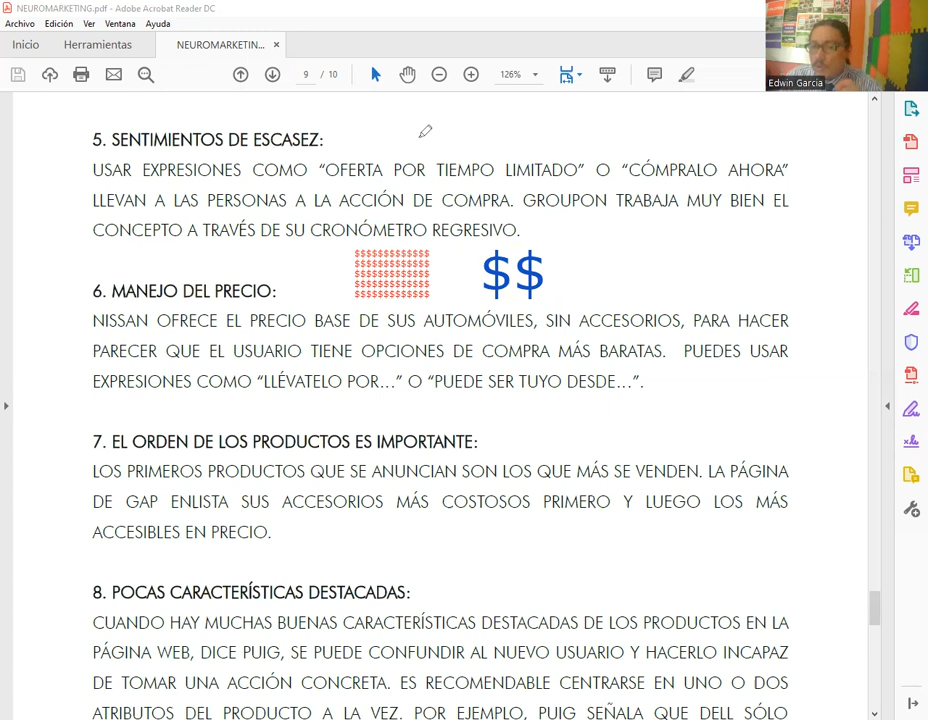 NEUROMARKETING.pdf - Adobe Acrobat Reader DC
Archivo Edición Ver Ventana Ayuda
Inicio Herramientas NEUROMARKETIN... ×
9 / 10 126%
Edwin Garcia
5. SENTIMIENTOS DE ESCASEZ:
USAR EXPRESIONES COMO “OFERTA POR TIEMPO LIMITADO” O “CÓMPRALO AHORA”
LLEVAN A LAS PERSONAS A LA ACCIÓN DE COMPRA. GROUPON TRABAJA MUY BIEN EL
CONCEPTO A TRAVÉS DE SU CRONÓMETRO REGRESIVO.
$$$$$$$$$$$$$
$$$$$$$$$$$$$
$$$$$$$$$$$$$
$$$$$$$$$$$$$
$$$$$$$$$$$$$
$$
6. MANEJO DEL PRECIO:
NISSAN OFRECE EL PRECIO BASE DE SUS AUTOMÓVILES, SIN ACCESORIOS, PARA HACER
PARECER QUE EL USUARIO TIENE OPCIONES DE COMPRA MÁS BARATAS. PUEDES USAR
EXPRESIONES COMO “LLÉVATELO POR...” O “PUEDE SER TUYO DESDE...”.
7. EL ORDEN DE LOS PRODUCTOS ES IMPORTANTE:
LOS PRIMEROS PRODUCTOS QUE SE ANUNCIAN SON LOS QUE MÁS SE VENDEN. LA PÁGINA
DE GAP ENLISTA SUS ACCESORIOS MÁS COSTOSOS PRIMERO Y LUEGO LOS MÁS
ACCESIBLES EN PRECIO.
8. POCAS CARACTERÍSTICAS DESTACADAS:
CUANDO HAY MUCHAS BUENAS CARACTERÍSTICAS DESTACADAS DE LOS PRODUCTOS EN LA
PÁGINA WEB, DICE PUIG, SE PUEDE CONFUNDIR AL NUEVO USUARIO Y HACERLO INCAPAZ
DE TOMAR UNA ACCIÓN CONCRETA. ES RECOMENDABLE CENTRARSE EN UNO O DOS
ATRIBUTOS DEL PRODUCTO A LA VEZ. POR EJEMPLO, PUIG SEÑALA QUE DELL SÓLO